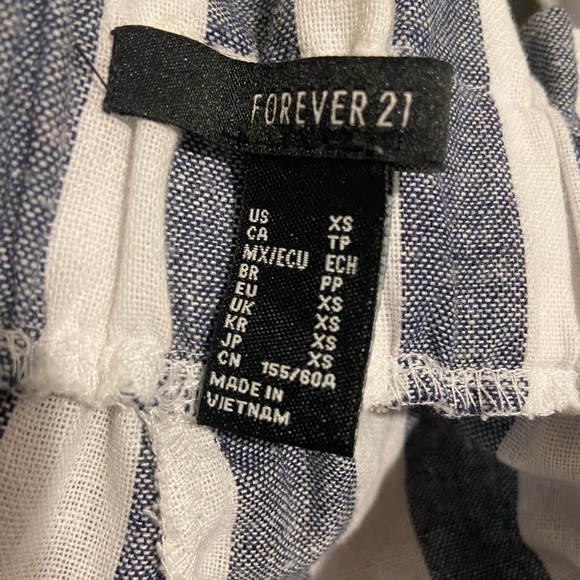 FOREVER 21
US XS
CA TP
MX/ECU ECH
BR PP
EU XS
UK XS
KR XS
JP XS
CN 155/60A
MADE IN
VIETNAM